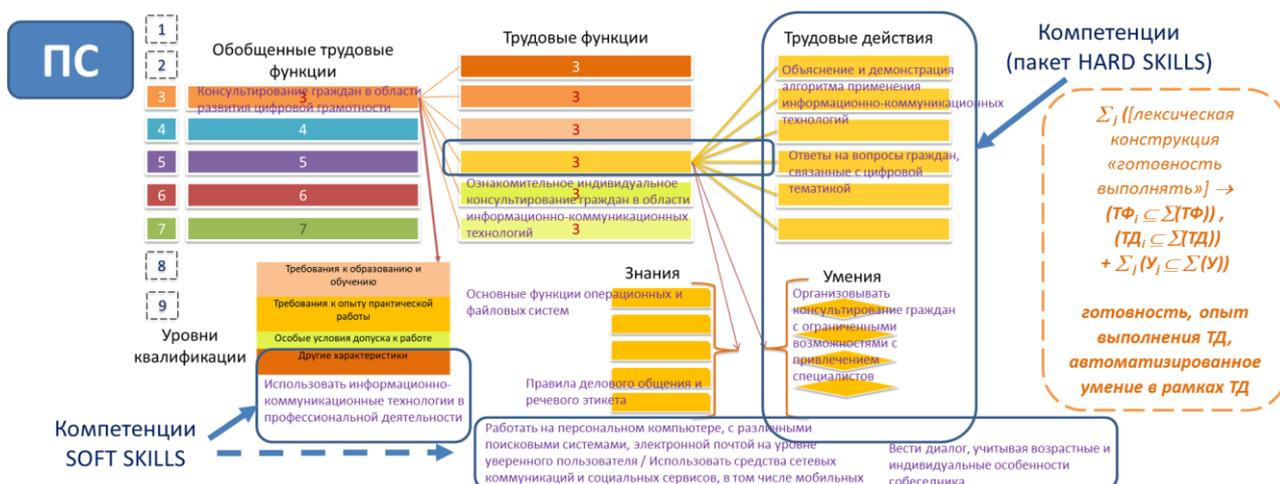 ПС
1
2
3
4
5
6
7
8
9
Уровни
квалификации
Обобщенные трудовые
функции
3
Консультирование граждан в области
развития цифровой грамотности
4
5
6
7
Требования к образованию и
обучению
Требования к опыту практической
работы
Особые условия допуска к работе
Другие характеристики
Использовать информационно-
коммуникационные технологии в
профессиональной деятельности
Компетенции
SOFT SKILLS
Трудовые функции
3
3
3
3
3
3
Ознакомительное индивидуальное
консультирование граждан в области
информационно-коммуникационных
технологий
Трудовые действия
Объяснение и демонстрация
алгоритма применения
информационно-коммуникационных
технологий
Ответы на вопросы граждан,
связанные с цифровой
тематикой
Знания
Основные функции операционных и
файловых систем
Правила делового общения и
речевого этикета
Умения
Организовывать
консультирование граждан
с ограниченными
возможностями с
привлечением
специалистов
Работать на персональном компьютере, с различными
поисковыми системами, электронной почтой на уровне
уверенного пользователя / Использовать средства сетевых
коммуникаций и социальных сервисов, в том числе мобильных
Вести диалог, учитывая возрастные и
индивидуальные особенности
собеседника
Компетенции
(пакет HARD SKILLS)
∑j ([лексическая
конструкция
«готовность
выполнять»] →
(ТФi ⊆ ∑(ТФ)) ,
(ТДi ⊆ ∑(ТД))
+ ∑j (Уj ⊆ ∑(У))
готовность, опыт
выполнения ТД,
автоматизированное
умение в рамках ТД